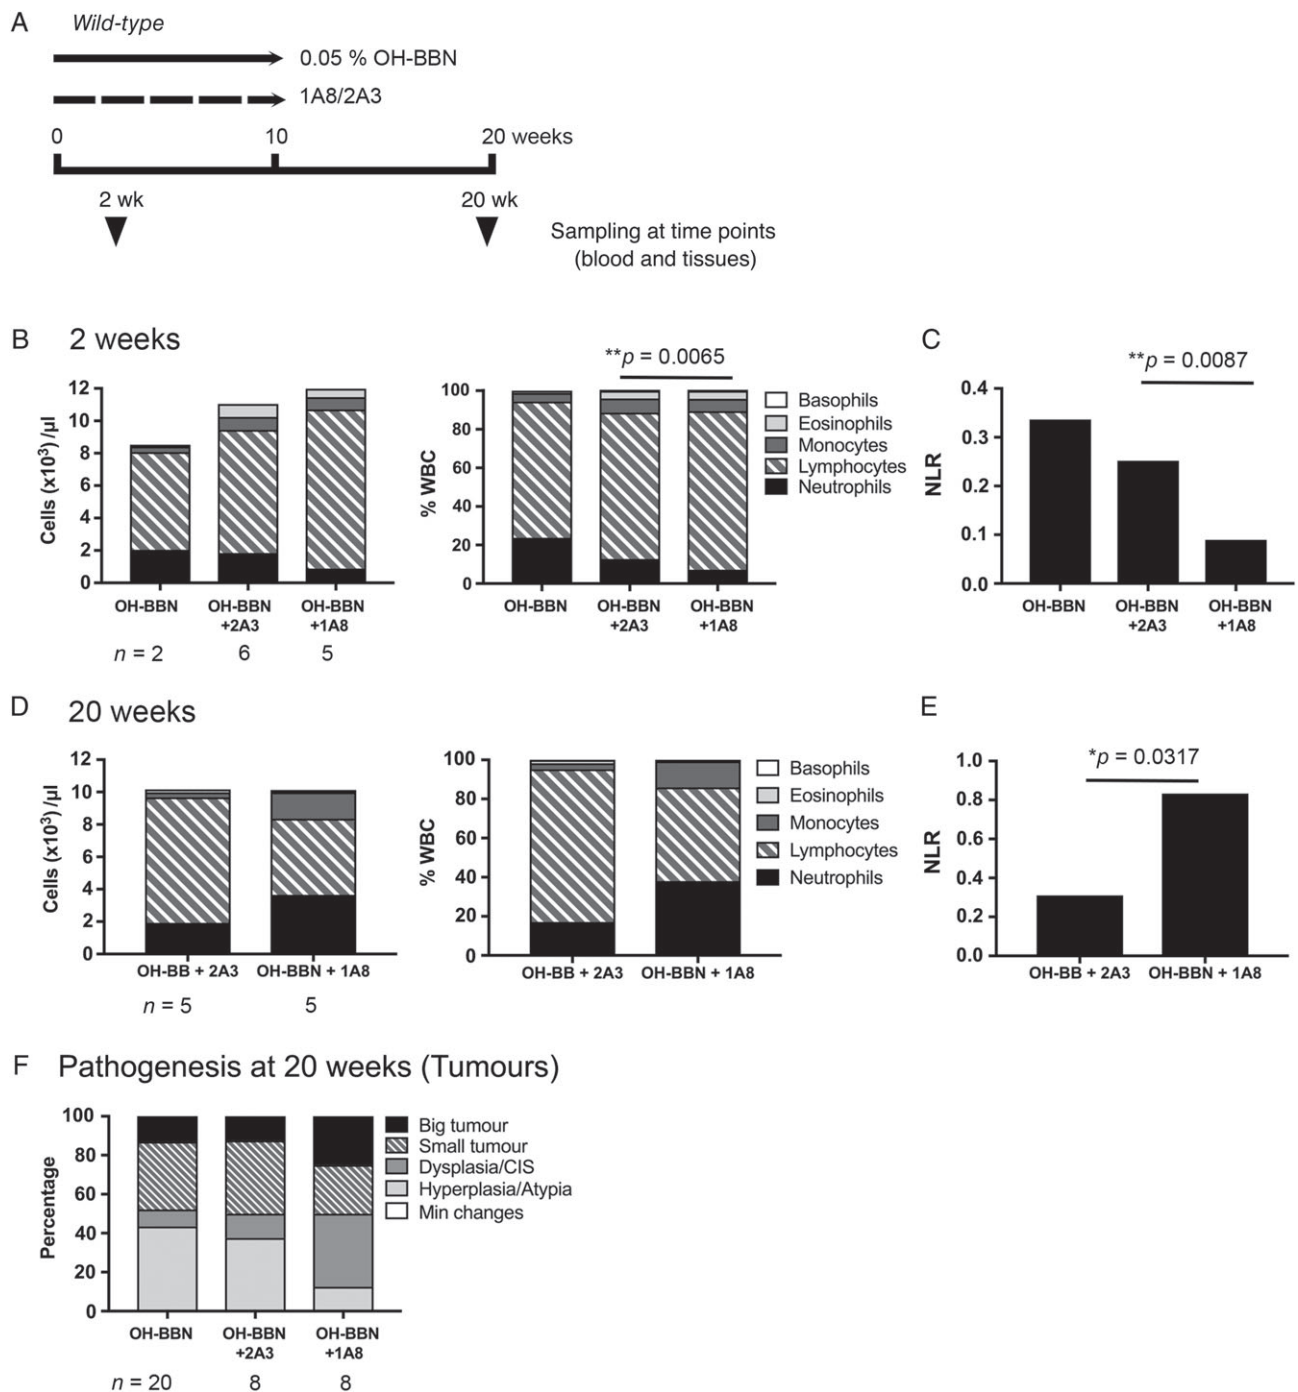 A
Wild-type
0.05 % OH-BBN
1A8/2A3
0 10 20 weeks
2 wk 20 wk
Sampling at time points
(blood and tissues)
B 2 weeks
**p = 0.0065
12
10
8
6
4
2
0
Cells (x10³) /µl
OH-BBN OH-BBN OH-BBN
+2A3 +1A8
n = 2 6 5
100
80
60
40
20
0
% WBC
OH-BBN OH-BBN OH-BBN
+2A3 +1A8
Basophils
Eosinophils
Monocytes
Lymphocytes
Neutrophils
C
**p = 0.0087
0.4
0.3
0.2
0.1
0.0
NLR
OH-BBN OH-BBN OH-BBN
+2A3 +1A8
D 20 weeks
12
10
8
6
4
2
0
Cells (x10³) /µl
OH-BB + 2A3 OH-BBN + 1A8
n = 5 5
100
80
60
40
20
0
% WBC
OH-BB + 2A3 OH-BBN + 1A8
Basophils
Eosinophils
Monocytes
Lymphocytes
Neutrophils
E
*p = 0.0317
1.0
0.8
0.6
0.4
0.2
0.0
NLR
OH-BB + 2A3 OH-BBN + 1A8
F Pathogenesis at 20 weeks (Tumours)
100
80
60
40
20
0
Percentage
OH-BBN OH-BBN OH-BBN
+2A3 +1A8
n = 20 8 8
Big tumour
Small tumour
Dysplasia/CIS
Hyperplasia/Atypia
Min changes